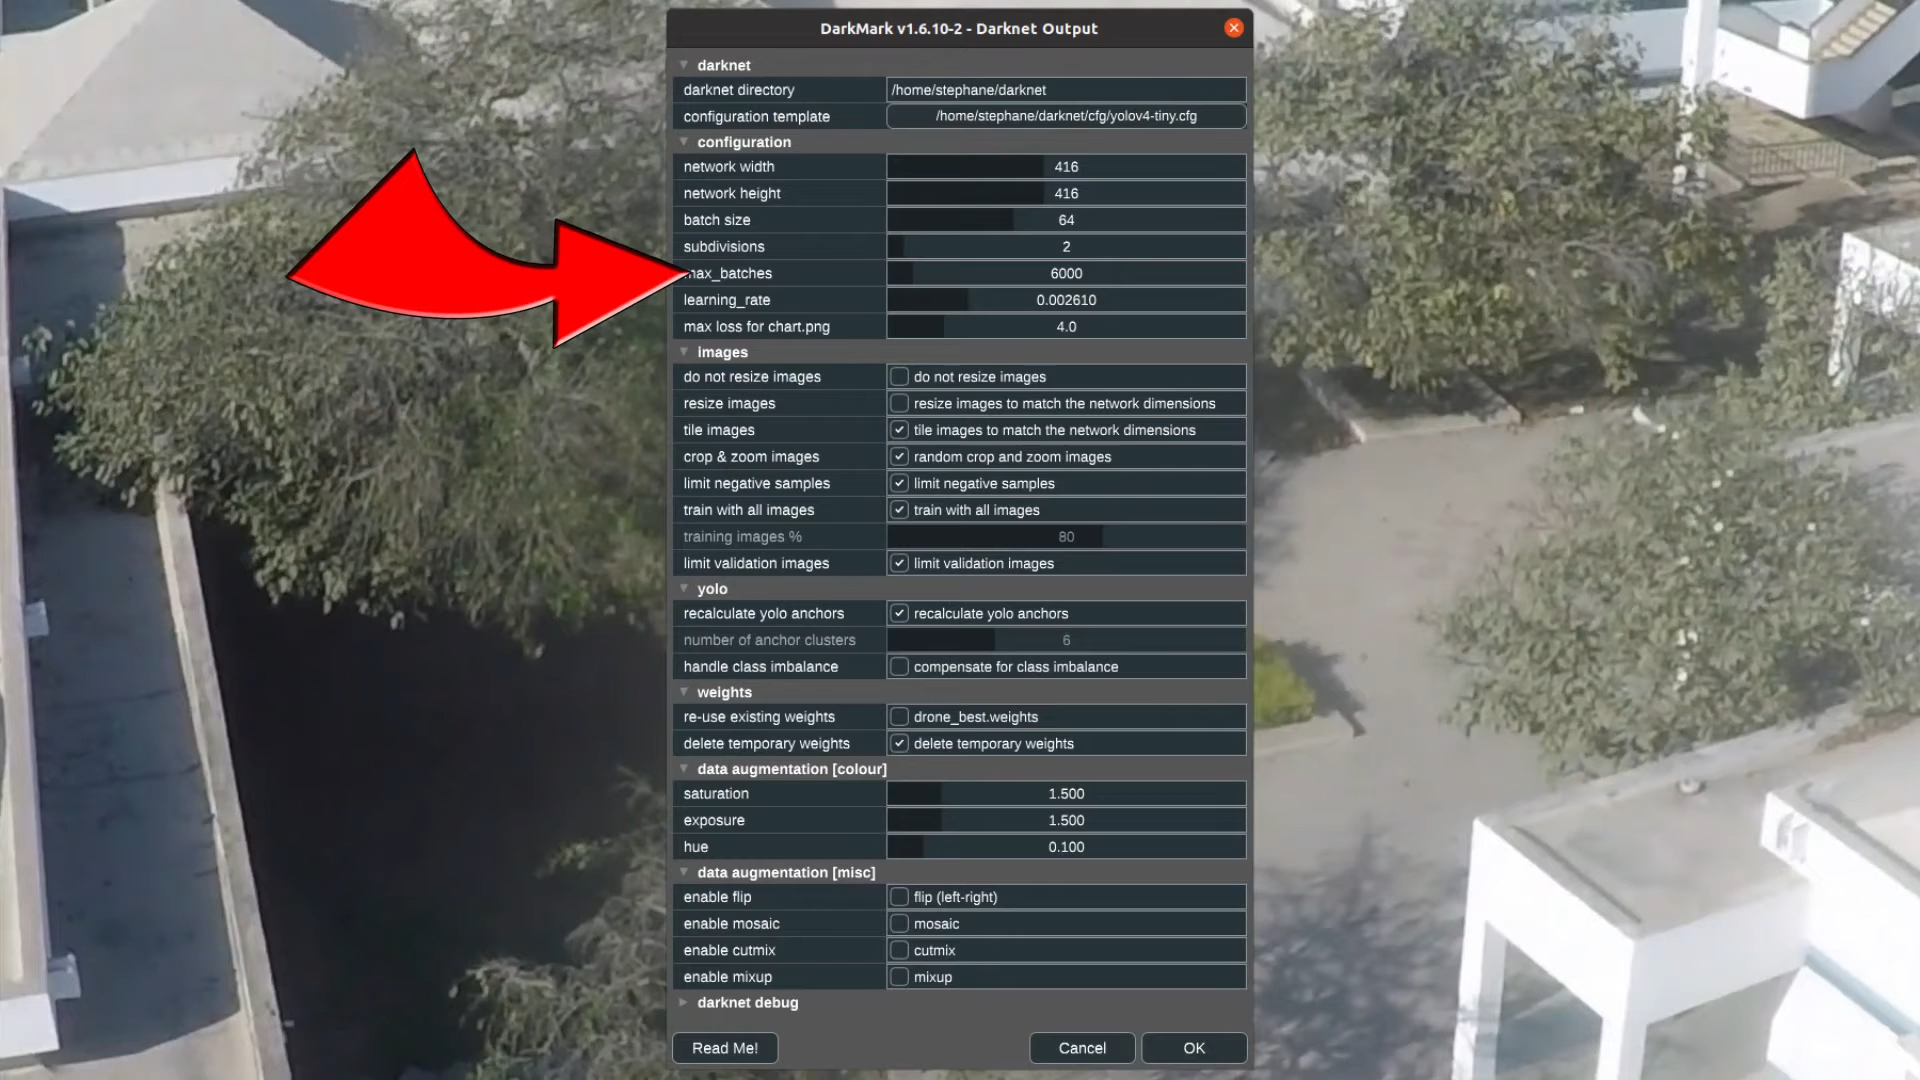 DarkMark v1.6.10-2 - Darknet Output
darknet
darknet directory /home/stephane/darknet
configuration template /home/stephane/darknet/cfg/yolov4-tiny.cfg
configuration
network width 416
network height 416
batch size 64
subdivisions 2
max_batches 6000
learning_rate 0.002610
max loss for chart.png 4.0
images
do not resize images do not resize images
resize images resize images to match the network dimensions
tile images tile images to match the network dimensions
crop & zoom images random crop and zoom images
limit negative samples limit negative samples
train with all images train with all images
training images % 80
limit validation images limit validation images
yolo
recalculate yolo anchors recalculate yolo anchors
number of anchor clusters 6
handle class imbalance compensate for class imbalance
weights
re-use existing weights drone_best.weights
delete temporary weights delete temporary weights
data augmentation [colour]
saturation 1.500
exposure 1.500
hue 0.100
data augmentation [misc]
enable flip flip (left-right)
enable mosaic mosaic
enable cutmix cutmix
enable mixup mixup
darknet debug
Read Me! Cancel OK